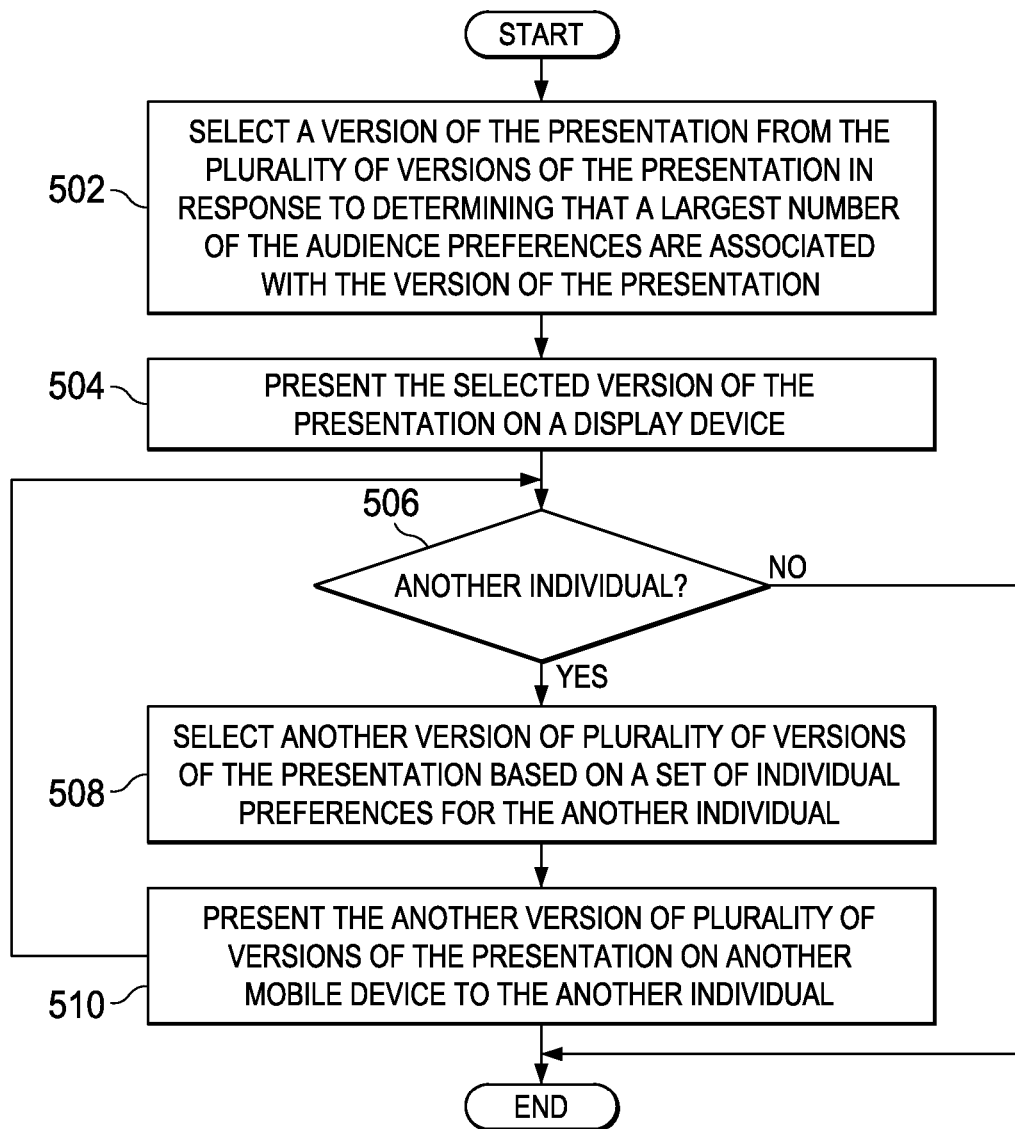 START
502
SELECT A VERSION OF THE PRESENTATION FROM THE
PLURALITY OF VERSIONS OF THE PRESENTATION IN
RESPONSE TO DETERMINING THAT A LARGEST NUMBER
OF THE AUDIENCE PREFERENCES ARE ASSOCIATED
WITH THE VERSION OF THE PRESENTATION
504
PRESENT THE SELECTED VERSION OF THE
PRESENTATION ON A DISPLAY DEVICE
506
ANOTHER INDIVIDUAL?
NO
YES
508
SELECT ANOTHER VERSION OF PLURALITY OF VERSIONS
OF THE PRESENTATION BASED ON A SET OF INDIVIDUAL
PREFERENCES FOR THE ANOTHER INDIVIDUAL
510
PRESENT THE ANOTHER VERSION OF PLURALITY OF
VERSIONS OF THE PRESENTATION ON ANOTHER
MOBILE DEVICE TO THE ANOTHER INDIVIDUAL
END